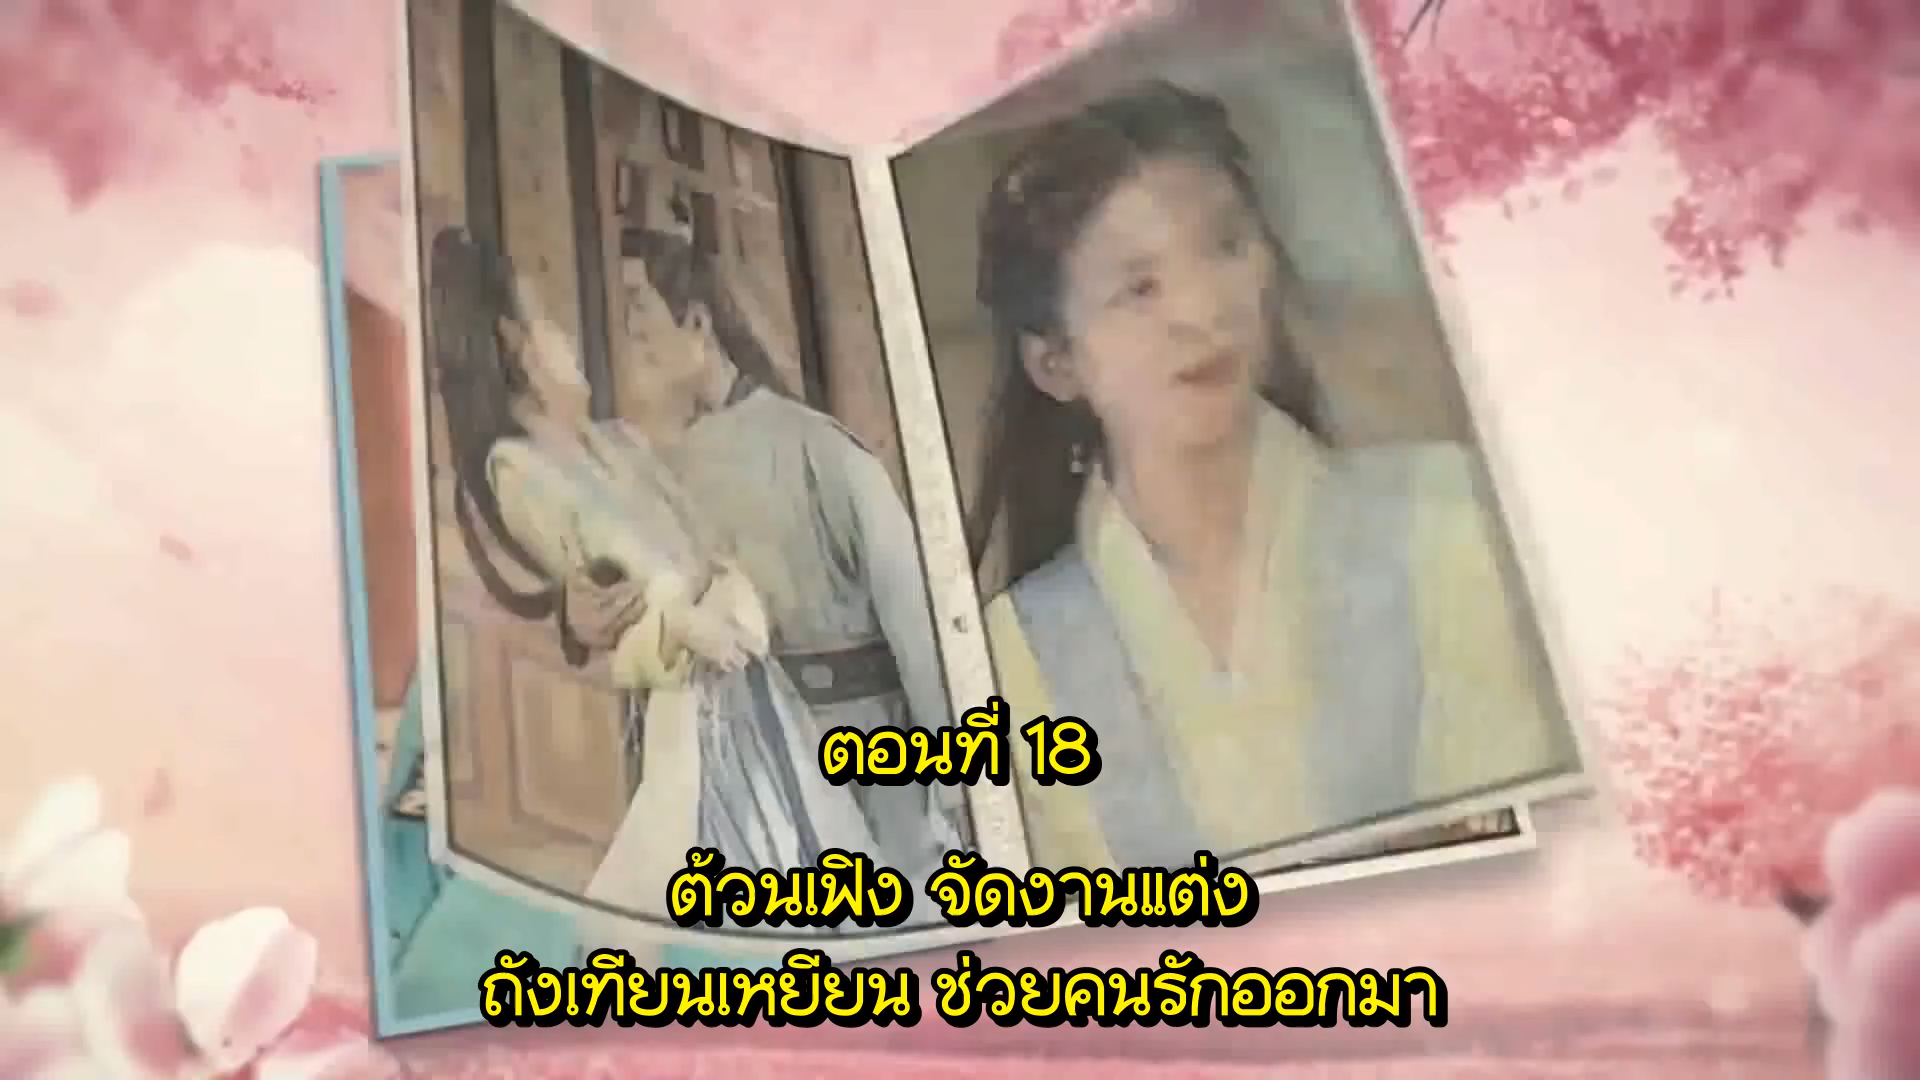 ตอนที่ 18
ต้วนเฟิง จัดงานแต่ง
ถังเทียนเหยียน ช่วยคนรักออกมา